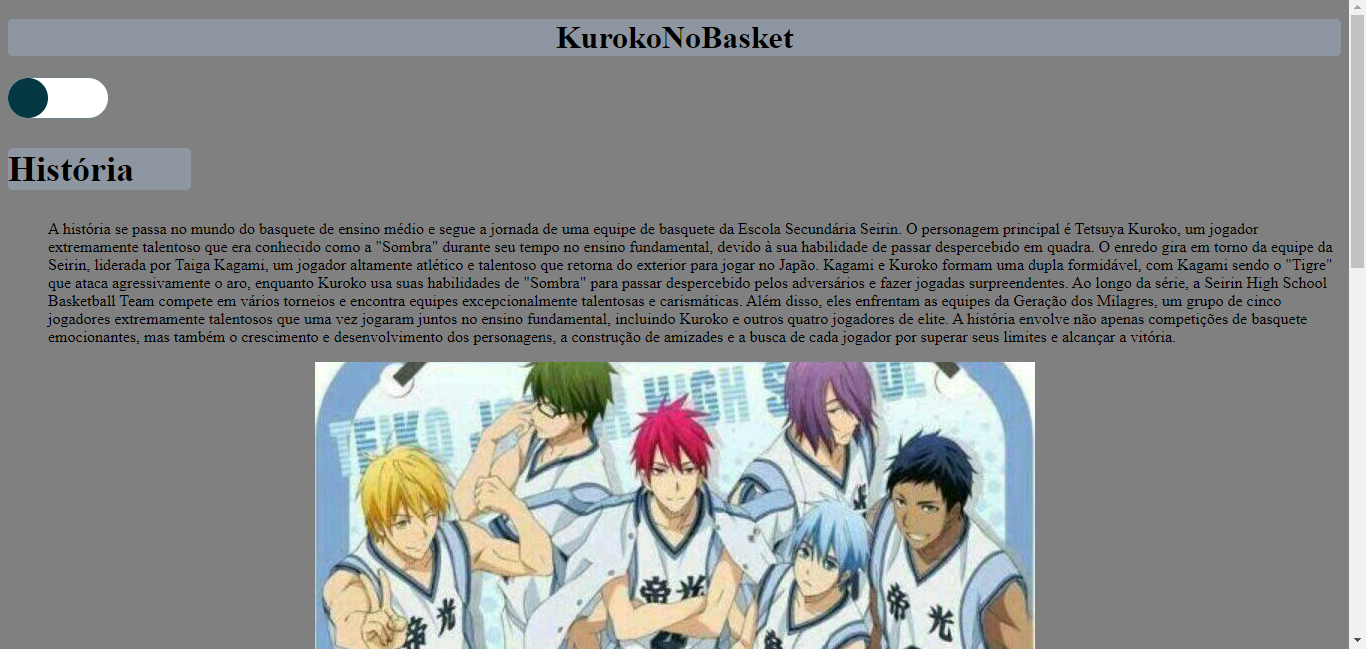 KurokoNoBasket
História
A história se passa no mundo do basquete de ensino médio e segue a jornada de uma equipe de basquete da Escola Secundária Seirin. O personagem principal é Tetsuya Kuroko, um jogador
extremamente talentoso que era conhecido como a "Sombra" durante seu tempo no ensino fundamental, devido à sua habilidade de passar despercebido em quadra. O enredo gira em torno da equipe da
Seirin, liderada por Taiga Kagami, um jogador altamente atlético e talentoso que retorna do exterior para jogar no Japão. Kagami e Kuroko formam uma dupla formidável, com Kagami sendo o "Tigre"
que ataca agressivamente o aro, enquanto Kuroko usa suas habilidades de "Sombra" para passar despercebido pelos adversários e fazer jogadas surpreendentes. Ao longo da série, a Seirin High School
Basketball Team compete em vários torneios e encontra equipes excepcionalmente talentosas e carismáticas. Além disso, eles enfrentam as equipes da Geração dos Milagres, um grupo de cinco
jogadores extremamente talentosos que uma vez jogaram juntos no ensino fundamental, incluindo Kuroko e outros quatro jogadores de elite. A história envolve não apenas competições de basquete
emocionantes, mas também o crescimento e desenvolvimento dos personagens, a construção de amizades e a busca de cada jogador por superar seus limites e alcançar a vitória.
TEIKO HIGH
帝光
帝光
帝光